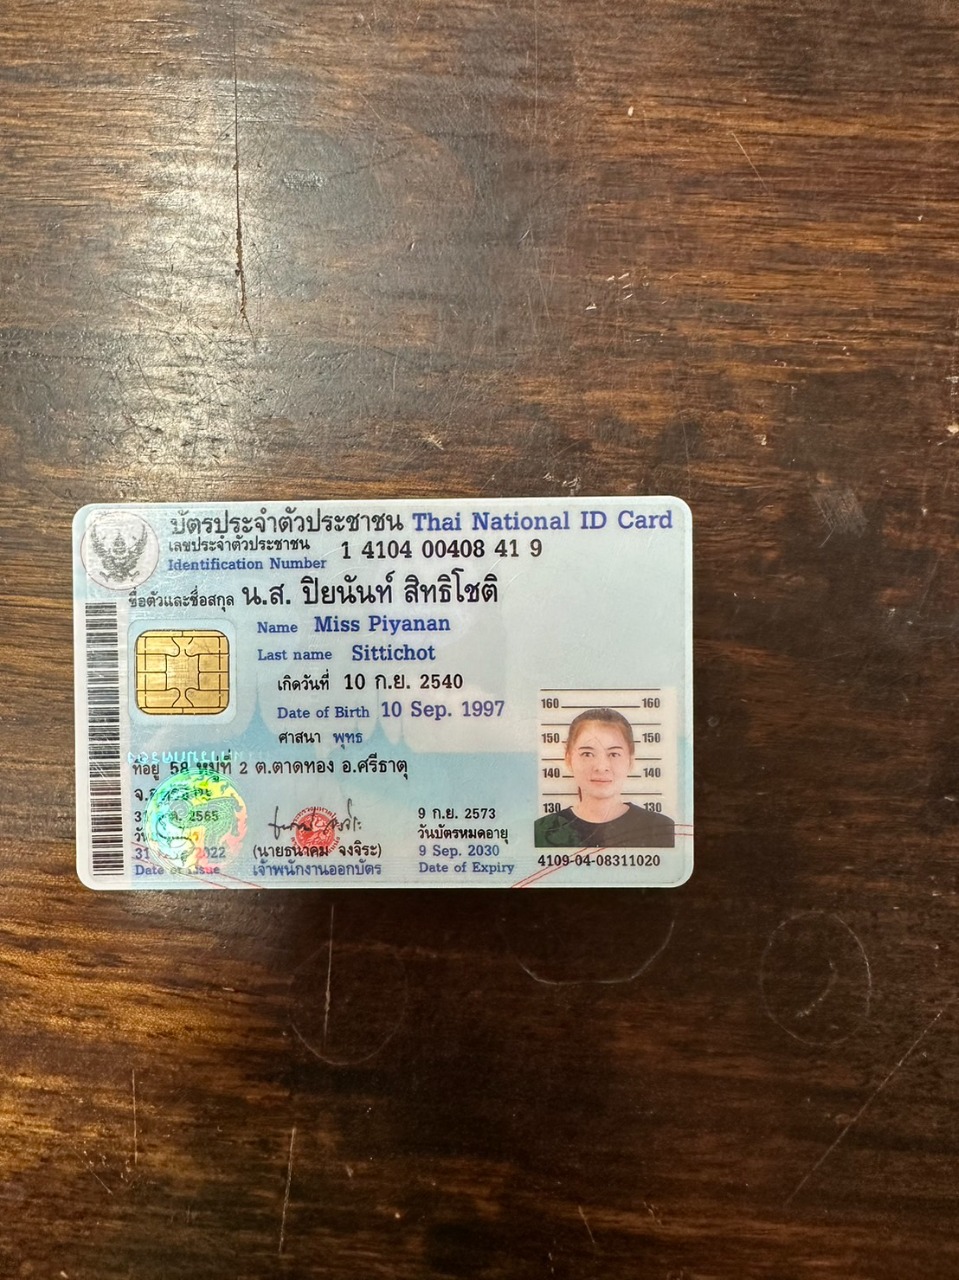 บัตรประจำตัวประชาชน Thai National ID Card
เลขประจำตัวประชาชน 1 4104 00408 41 9
Identification Number
ชื่อตัวและชื่อสกุล น.ส. ปิยนันท์ สิทธิโชติ
Name Miss Piyanan
Last name Sittichot
เกิดวันที่ 10 ก.ย. 2540
Date of Birth 10 Sep. 1997
ศาสนา พุทธ
ที่อยู่ 58 หมู่ที่ 2 ต.ตาดทอง อ.ศรีธาตุ
160 160
150 150
140 140
130 130
2565
31 2022
Date of Issue
(นายธนาคม จงจิระ)
เจ้าพนักงานออกบัตร
9 ก.ย. 2573
วันบัตรหมดอายุ
9 Sep. 2030
Date of Expiry
4109-04-08311020